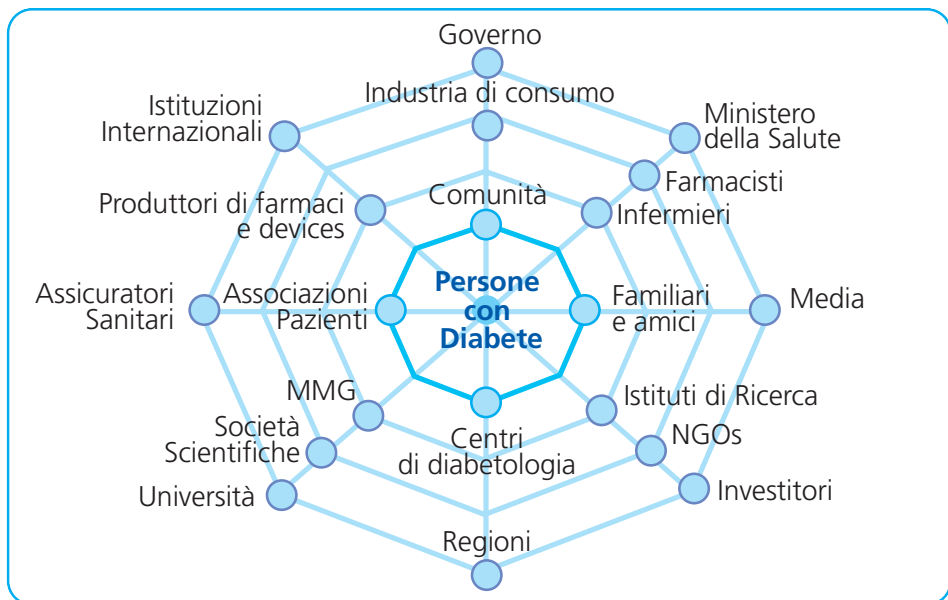 Governo
Industria di consumo
Istituzioni
Internazionali
Ministero
della Salute
Farmacisti
Produttori di farmaci
e devices
Comunità
Infermieri
Assicuratori
Sanitari
Associazioni
Pazienti
Persone
con
Diabete
Familiari
e amici
Media
MMG
Istituti di Ricerca
Società
Scientifiche
Centri
di diabetologia
NGOs
Università
Investitori
Regioni